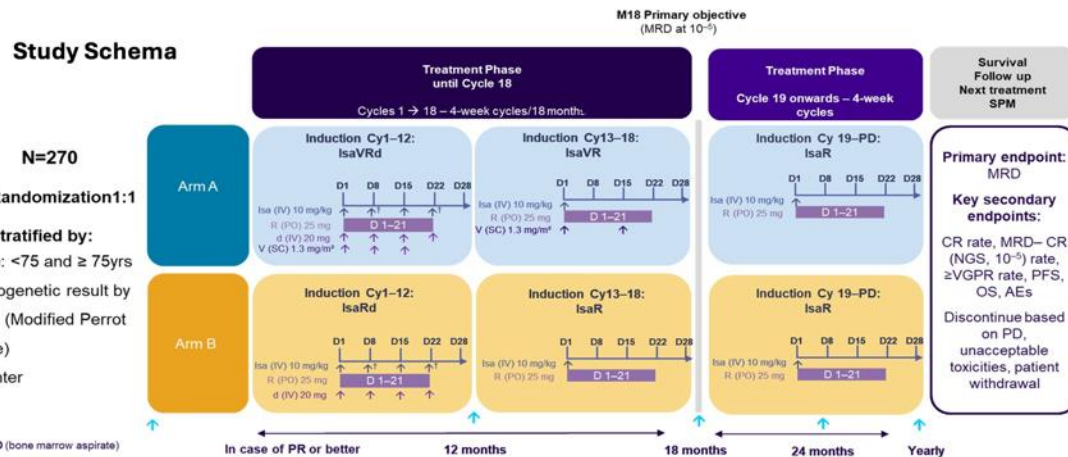 M18 Primary objective
(MRD at 10⁻⁵)
Study Schema
Treatment Phase
until Cycle 18
Cycles 1 → 18 – 4-week cycles/18 months
Treatment Phase
Cycle 19 onwards – 4-week
cycles
Survival
Follow up
Next treatment
SPM
N=270
Randomization1:1
Stratified by:
: <75 and ≥ 75yrs
ogenetic result by
(Modified Perrot
e)
nter
Arm A
Induction Cy1–12:
IsaVRd
D1 D8 D15 D22 D28
Isa (IV) 10 mg/kg
R (PO) 25 mg D 1–21
d (IV) 20 mg
V (SC) 1.3 mg/m²
Induction Cy13–18:
IsaVR
D1 D8 D15 D22 D28
Isa (IV) 10 mg/kg
R (PO) 25 mg D 1–21
V (SC) 1.3 mg/m²
Induction Cy 19–PD:
IsaR
D1 D8 D15 D22 D28
Isa (IV) 10 mg/kg
R (PO) 25 mg D 1–21
Arm B
Induction Cy1–12:
IsaRd
D1 D8 D15 D22 D28
Isa (IV) 10 mg/kg
R (PO) 25 mg D 1–21
d (IV) 20 mg
Induction Cy13–18:
IsaR
D1 D8 D15 D22 D28
Isa (IV) 10 mg/kg
R (PO) 25 mg D 1–21
Induction Cy 19–PD:
IsaR
D1 D8 D15 D22 D28
Isa (IV) 10 mg/kg
R (PO) 25 mg D 1–21
Primary endpoint:
MRD
Key secondary
endpoints:
CR rate, MRD– CR
(NGS, 10⁻⁵) rate,
≥VGPR rate, PFS,
OS, AEs
Discontinue based
on PD,
unacceptable
toxicities, patient
withdrawal
(bone marrow aspirate)
In case of PR or better 12 months 18 months 24 months Yearly